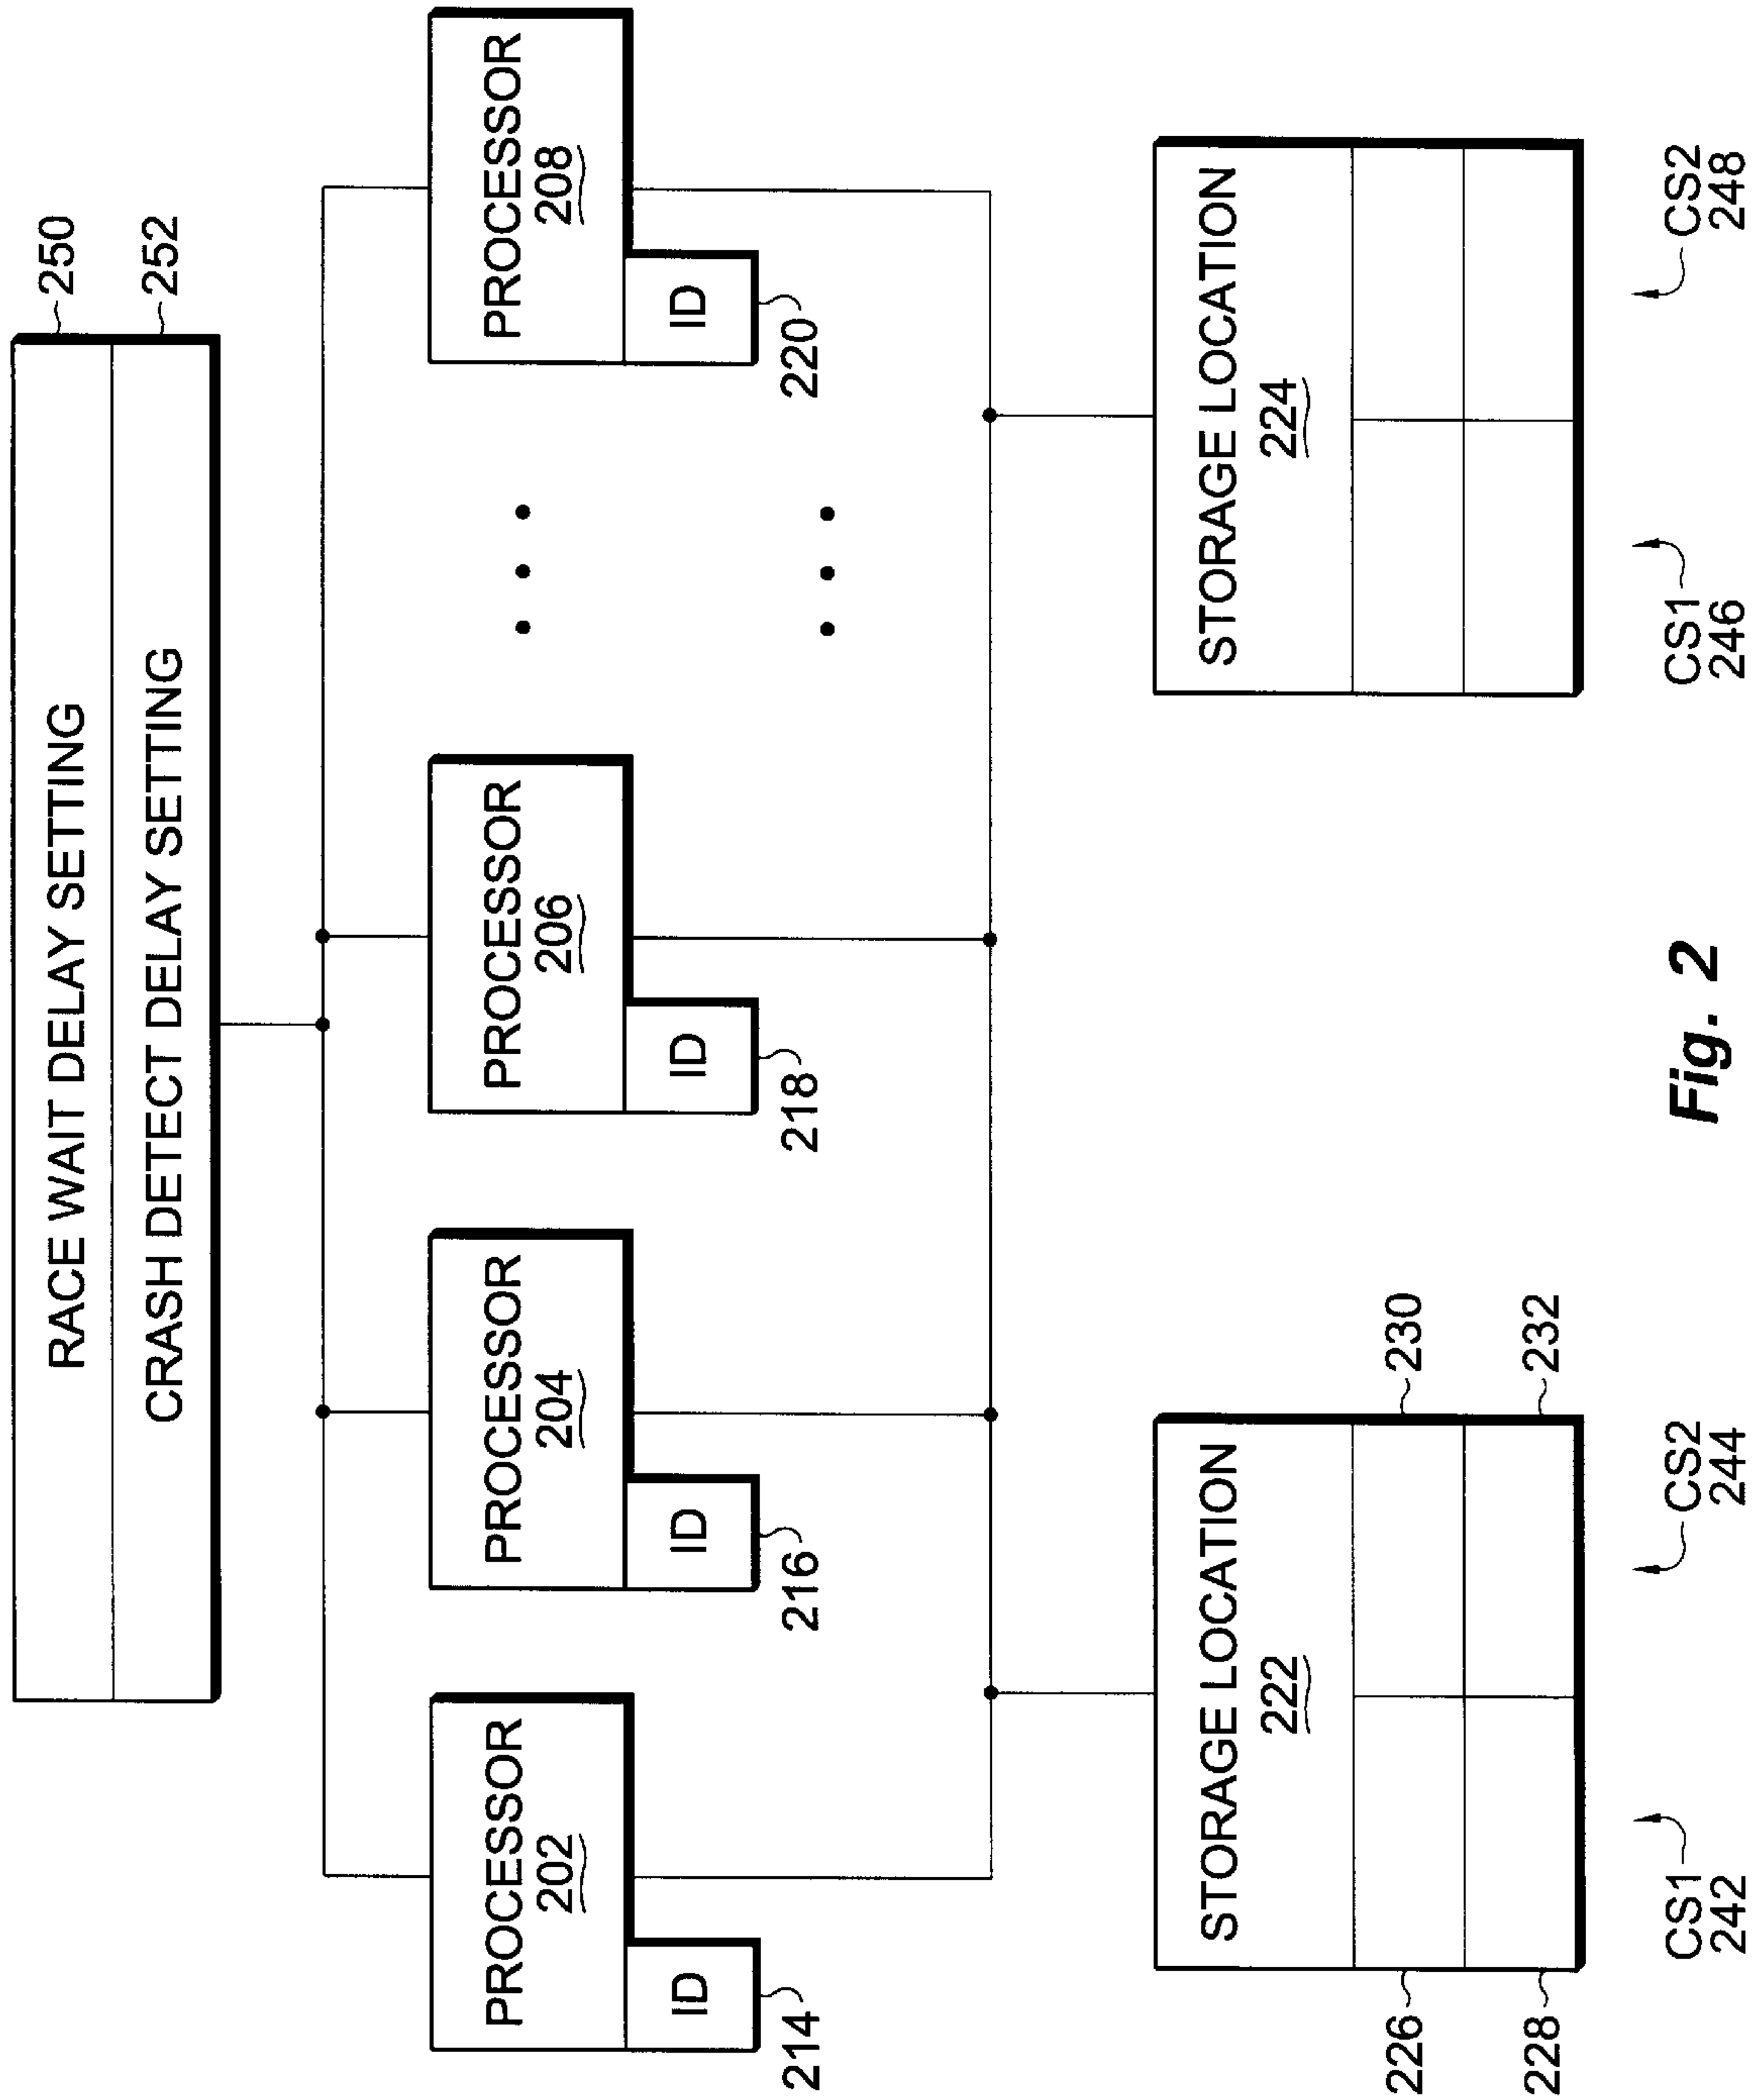 RACE WAIT DELAY SETTING
250
CRASH DETECT DELAY SETTING
252
PROCESSOR
202
ID
214
PROCESSOR
204
ID
216
PROCESSOR
206
ID
218
PROCESSOR
208
ID
220
STORAGE LOCATION
222
226
228
230
232
CS1
242
CS2
244
STORAGE LOCATION
224
CS1
246
CS2
248
Fig. 2